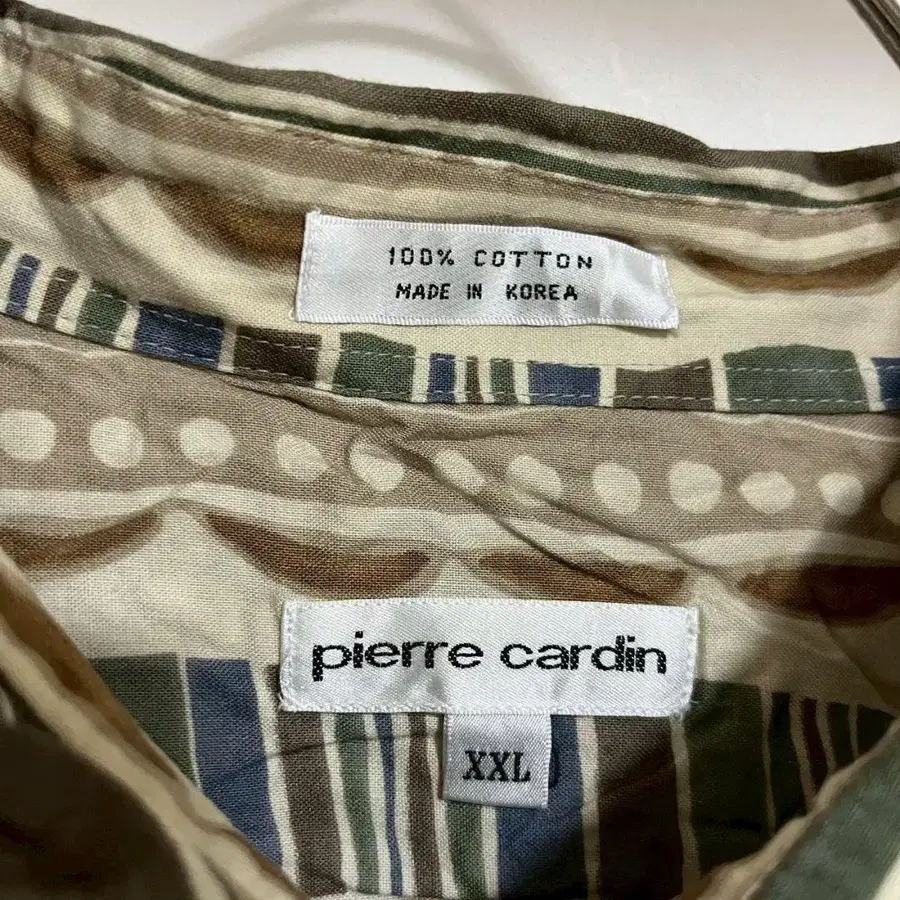 100% COTTON
MADE IN KOREA
pierre cardin
XXL